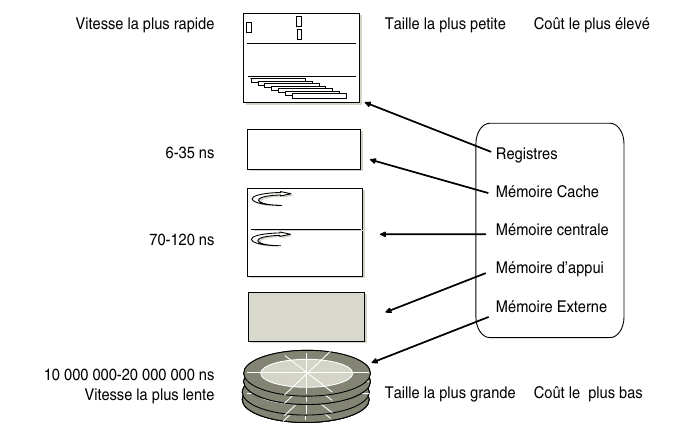 Vitesse la plus rapide
Taille la plus petite
Coût le plus élevé
Registres
6-35 ns
Mémoire Cache
Mémoire centrale
70-120 ns
Mémoire d'appui
Mémoire Externe
10 000 000-20 000 000 ns
Vitesse la plus lente
Taille la plus grande
Coût le plus bas